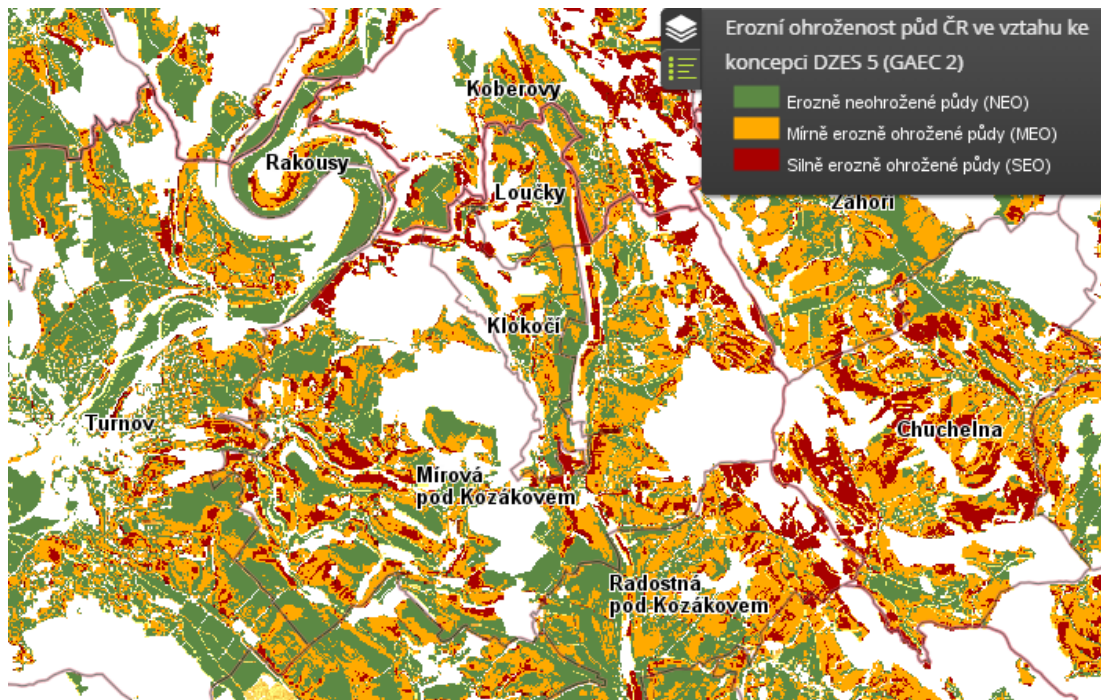 Erozní ohroženost půd ČR ve vztahu ke
koncepci DZES 5 (GAEC 2)
Erozně neohrožené půdy (NEO)
Mírně erozně ohrožené půdy (MEO)
Silně erozně ohrožené půdy (SEO)
Koberovy
Rakousy
Loučky
Záhoří
Klokočí
Turnov
Chuchelna
Mírová
pod Kozákovem
Radostná
pod Kozákovem